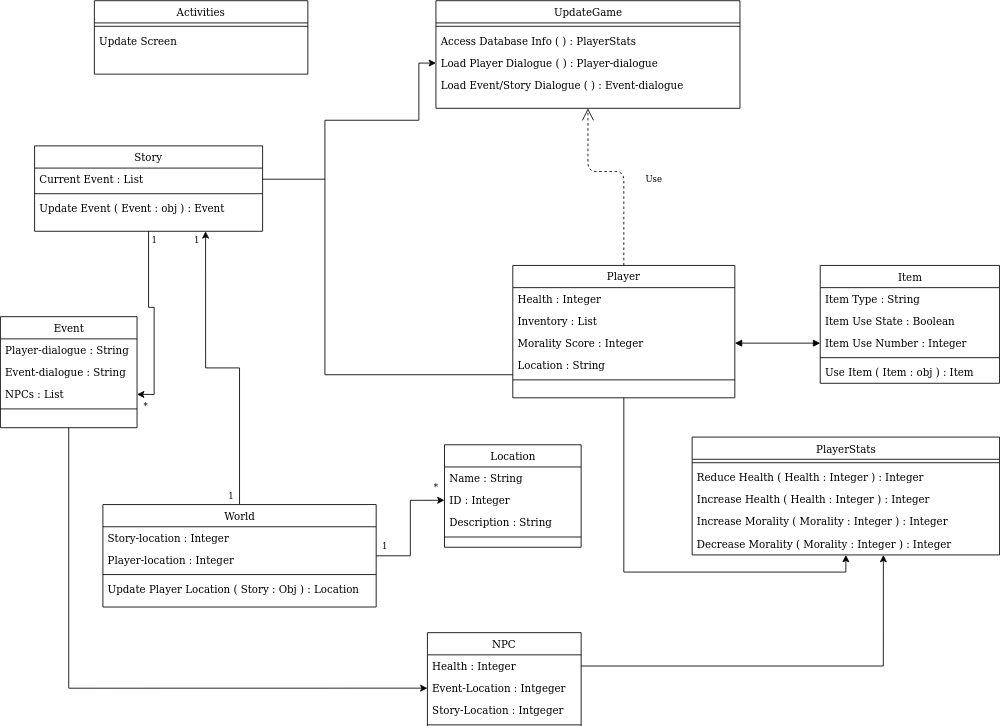 Activities
Update Screen
UpdateGame
Access Database Info ( ) : PlayerStats
Load Player Dialogue ( ) : Player-dialogue
Load Event/Story Dialogue ( ) : Event-dialogue
Story
Current Event : List
Update Event ( Event : obj ) : Event
Use
1
1
Player
Health : Integer
Inventory : List
Morality Score : Integer
Location : String
Item
Item Type : String
Item Use State : Boolean
Item Use Number : Integer
Use Item ( Item : obj ) : Item
Event
Player-dialogue : String
Event-dialogue : String
NPCs : List
*
Location
Name : String
ID : Integer
Description : String
*
1
PlayerStats
Reduce Health ( Health : Integer ) : Integer
Increase Health ( Health : Integer ) : Integer
Increase Morality ( Morality : Integer ) : Integer
Decrease Morality ( Morality : Integer ) : Integer
1
World
Story-location : Integer
Player-location : Integer
Update Player Location ( Story : Obj ) : Location
NPC
Health : Integer
Event-Location : Intgeger
Story-Location : Intgeger